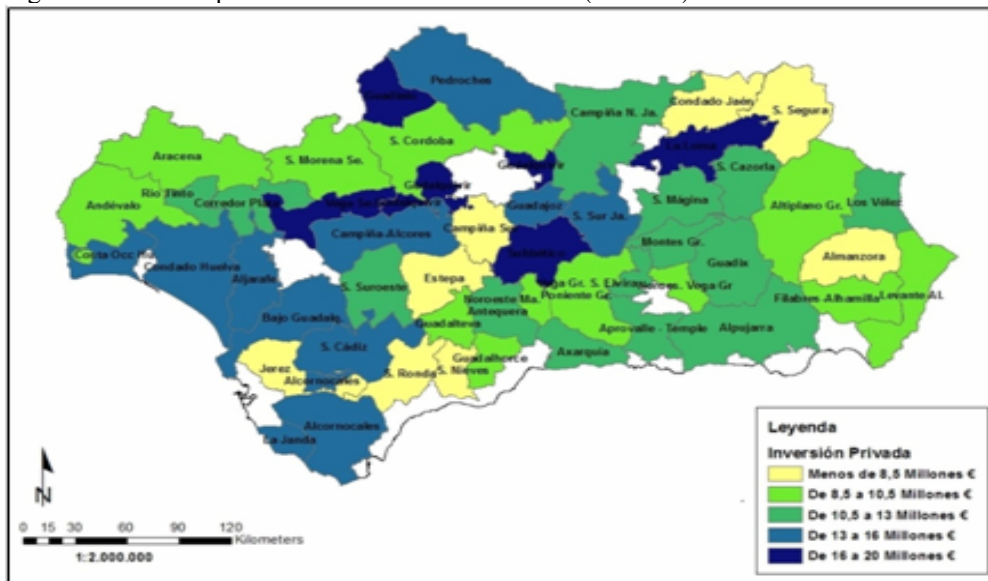 Pedroches
Guadiato
Campiña N. Ja.
Condado Jaén
S. Segura
S. Cordoba
La Loma
Aracena
S. Morena Se.
S. Cazorla
Rio Tinto
Corredor Plata
Andévalo
Guadajoz
S. Mágina
Altiplano Gr.
Los Vélez
Campiña Su
S. Sur Ja.
Campiña-Alcores
Montes Gr.
Condado Huelva
Aljarafe
Subbética
Guadix
Almanzora
Estepa
S. Suroeste
S. Elvira
Poniente Gr.
Vega Gr
Noroeste Ma.
Antequera
Filabres-Alhamilla
Levante AL
Bajo Guadalq.
Guadalteva
Aprovalle - Temple
Alpujarra
S. Cádiz
Axarquia
Guadalhorce
Jerez
S. Ronda
S. Nieves
Alcornocales
Alcornocales
La Janda
N
0 15 30 60 90 120
Kilometers
1:2.000.000
Leyenda
Inversión Privada
Menos de 8,5 Millones €
De 8,5 a 10,5 Millones €
De 10,5 a 13 Millones €
De 13 a 16 Millones €
De 16 a 20 Millones €